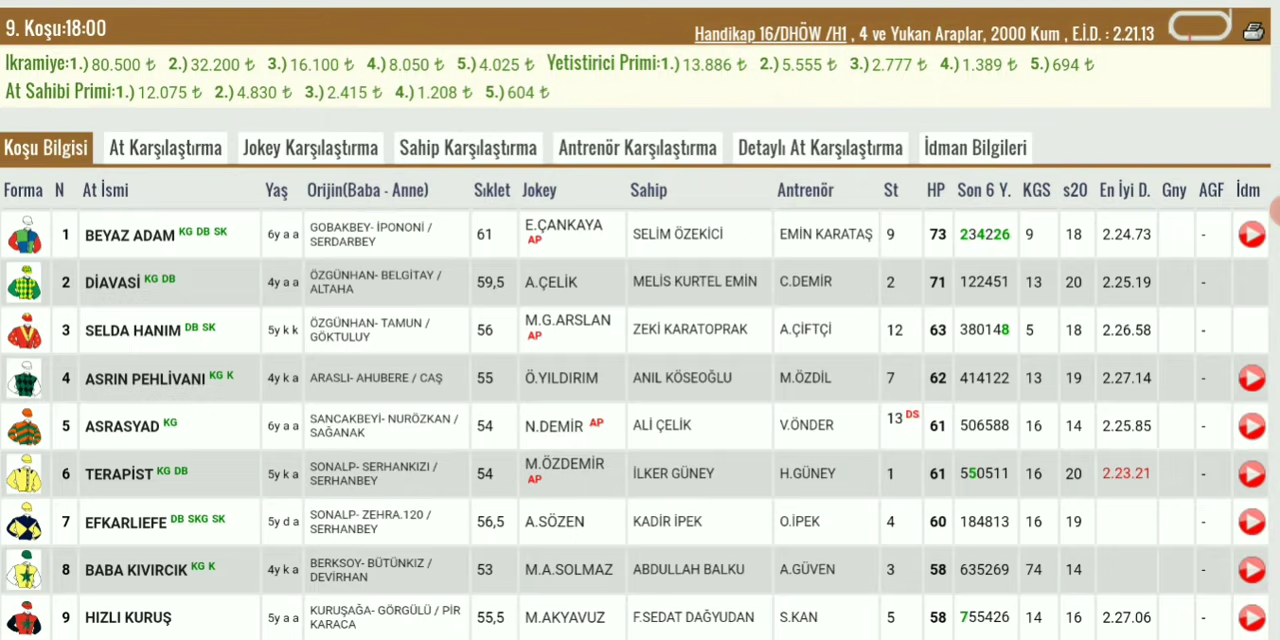 9. Koşu:18:00
Handikap 16/DHÖW /H1 , 4 ve Yukarı Araplar, 2000 Kum , E.İ.D. : 2.21.13
Ikramiye:1.) 80.500 ₺ 2.) 32.200 ₺ 3.) 16.100 ₺ 4.) 8.050 ₺ 5.) 4.025 ₺ Yetistirici Primi:1.) 13.886 ₺ 2.) 5.555 ₺ 3.) 2.777 ₺ 4.) 1.389 ₺ 5.) 694 ₺
At Sahibi Primi:1.) 12.075 ₺ 2.) 4.830 ₺ 3.) 2.415 ₺ 4.) 1.208 ₺ 5.) 604 ₺
Koşu Bilgisi At Karşılaştırma Jokey Karşılaştırma Sahip Karşılaştırma Antrenör Karşılaştırma Detaylı At Karşılaştırma İdman Bilgileri
Forma N At İsmi Yaş Orijin(Baba - Anne) Sıklet Jokey Sahip Antrenör St HP Son 6 Y. KGS s20 En İyi D. Gny AGF İdm
1 BEYAZ ADAM KG DB SK 6y a a GOBAKBEY- İPONONİ / SERDARBEY 61 E.ÇANKAYA AP SELİM ÖZEKİCİ EMİN KARATAŞ 9 73 234226 9 18 2.24.73 -
2 DİAVASİ KG DB 4y a a ÖZGÜNHAN- BELGİTAY / ALTAHA 59,5 A.ÇELİK MELİS KURTEL EMİN C.DEMİR 2 71 122451 13 20 2.25.19 -
3 SELDA HANIM DB SK 5y k k ÖZGÜNHAN- TAMUN / GÖKTULUY 56 M.G.ARSLAN AP ZEKİ KARATOPRAK A.ÇİFTÇİ 12 63 380148 5 18 2.26.58 -
4 ASRIN PEHLİVANI KG K 4y k a ARASLI- AHUBERE / CAŞ 55 Ö.YILDIRIM ANIL KÖSEOĞLU M.ÖZDİL 7 62 414122 13 19 2.27.14 -
5 ASRASYAD KG 6y a a SANCAKBEYİ- NURÖZKAN / SAĞANAK 54 N.DEMİR AP ALİ ÇELİK V.ÖNDER 13 DS 61 506588 16 14 2.25.85 -
6 TERAPİST KG DB 5y k a SONALP- SERHANKIZI / SERHANBEY 54 M.ÖZDEMİR AP İLKER GÜNEY H.GÜNEY 1 61 550511 16 20 2.23.21 -
7 EFKARLIEFE DB SKG SK 5y d a SONALP- ZEHRA.120 / SERHANBEY 56,5 A.SÖZEN KADİR İPEK O.İPEK 4 60 184813 16 19 -
8 BABA KIVIRCIK KG K 4y k a BERKSOY- BÜTÜNKIZ / DEVİRHAN 53 M.A.SOLMAZ ABDULLAH BALKU A.GÜVEN 3 58 635269 74 14 -
9 HIZLI KURUŞ 5y a a KURUŞAĞA- GÖRGÜLÜ / PİR KARACA 55,5 M.AKYAVUZ F.SEDAT DAĞYUDAN S.KAN 5 58 755426 14 16 2.27.06 -